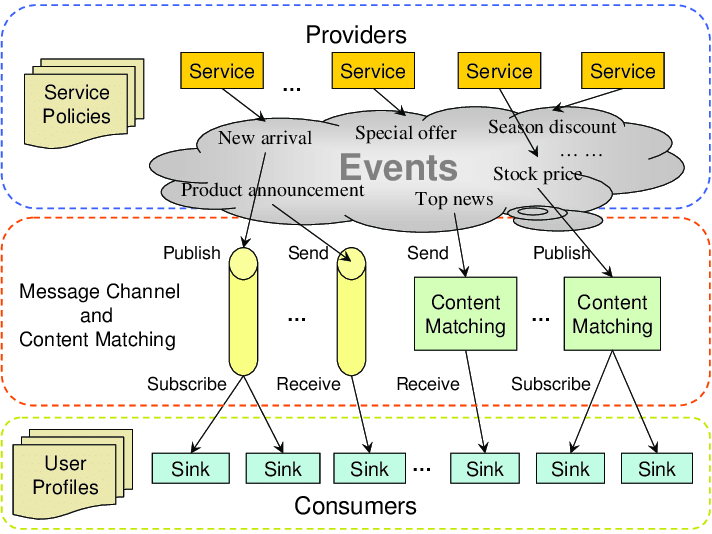 Providers
Service
Policies
Service
...
Service
Service
Service
New arrival
Special offer
Season discount
Events
... ...
Stock price
Product announcement
Top news
Publish
Send
Send
Publish
Message Channel
and
Content Matching
...
Content
Matching
...
Content
Matching
Subscribe
Receive
Receive
Subscribe
User
Profiles
Sink
Sink
Sink
...
Sink
Sink
Sink
Consumers